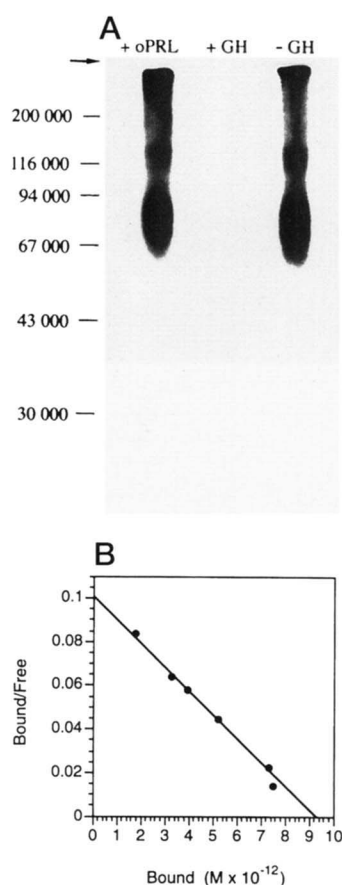 A
+ oPRL + GH - GH
200 000
116 000
94 000
67 000
43 000
30 000
B
0.1
0.08
0.06
0.04
0.02
0
Bound/Free
0 1 2 3 4 5 6 7 8 9 10
Bound (M x 10-12)